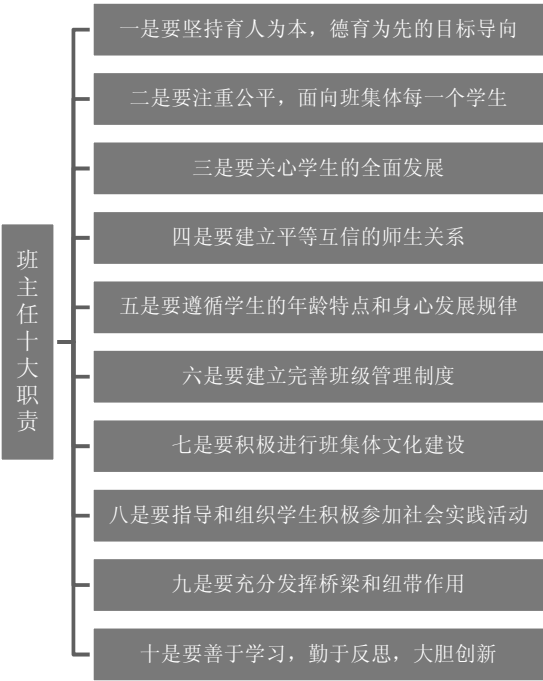 班主任十大职责
一是要坚持育人为本，德育为先的目标导向
二是要注重公平，面向班集体每一个学生
三是要关心学生的全面发展
四是要建立平等互信的师生关系
五是要遵循学生的年龄特点和身心发展规律
六是要建立完善班级管理制度
七是要积极进行班集体文化建设
八是要指导和组织学生积极参加社会实践活动
九是要充分发挥桥梁和纽带作用
十是要善于学习，勤于反思，大胆创新